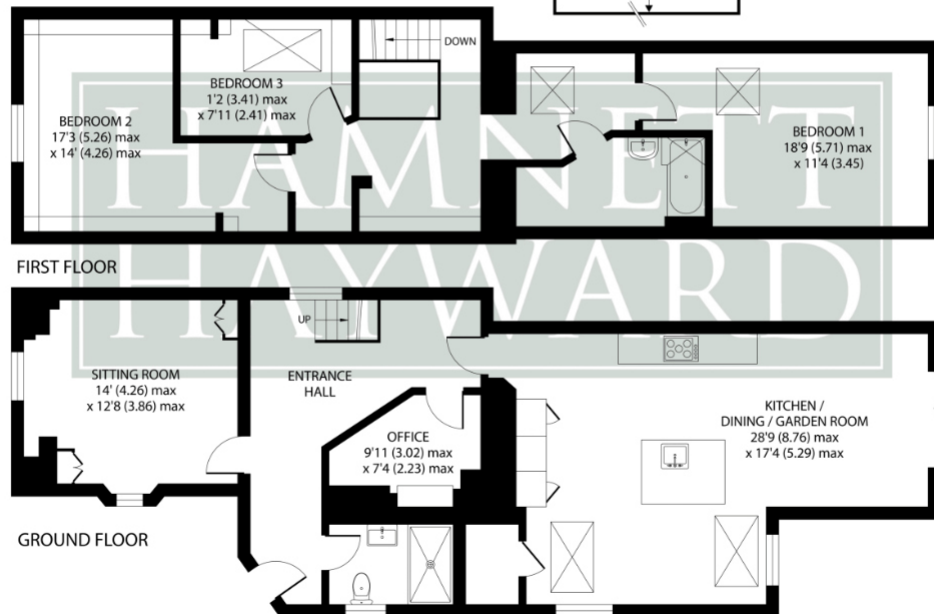 DOWN
BEDROOM 3
1'2 (3.41) max
x 7'11 (2.41) max
BEDROOM 2
17'3 (5.26) max
x 14' (4.26) max
BEDROOM 1
18'9 (5.71) max
x 11'4 (3.45)
HAMNETT
HAYWARD
FIRST FLOOR
UP
SITTING ROOM
14' (4.26) max
x 12'8 (3.86) max
ENTRANCE
HALL
OFFICE
9'11 (3.02) max
x 7'4 (2.23) max
KITCHEN /
DINING / GARDEN ROOM
28'9 (8.76) max
x 17'4 (5.29) max
GROUND FLOOR